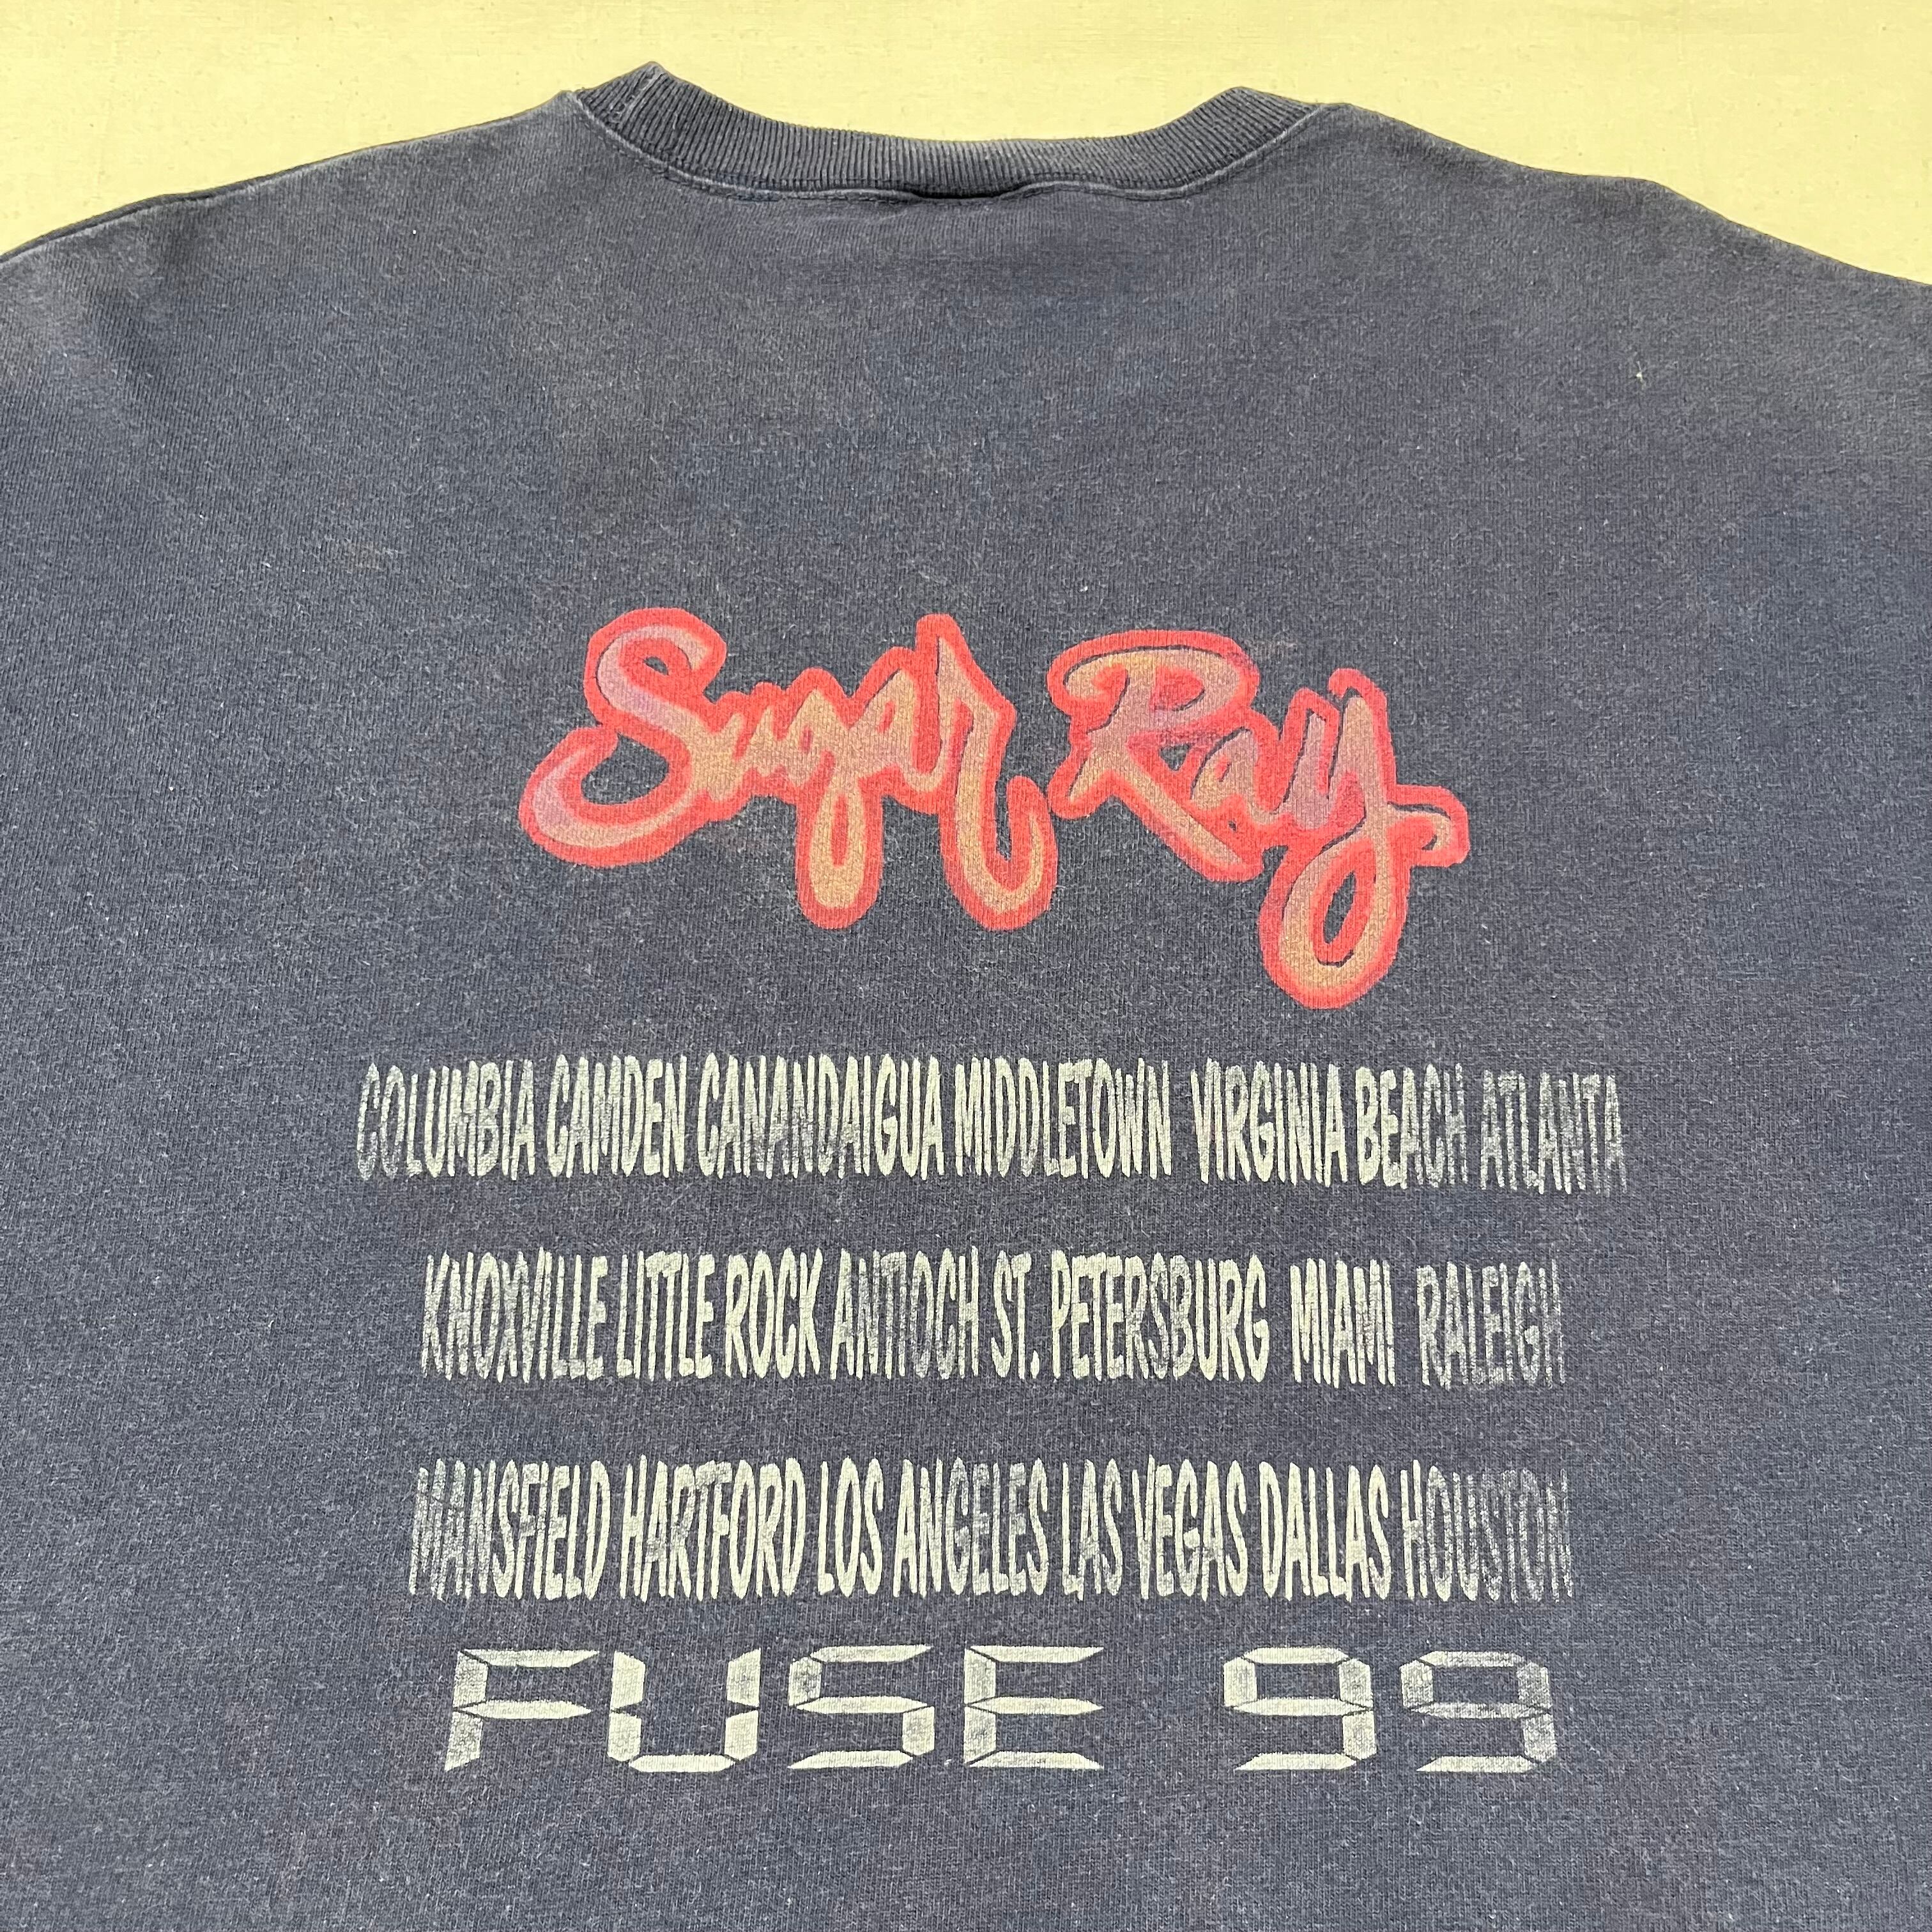 Sugar Ray
COLUMBIA CAMDEN CANANDAIGUA MIDDLETOWN VIRGINIA BEACH ATLANTA
KNOXVILLE LITTLE ROCK ANTIOCH ST. PETERSBURG MIAMI RALEIGH
MANSFIELD HARTFORD LOS ANGELES LAS VEGAS DALLAS HOUSTON
FUSE 99